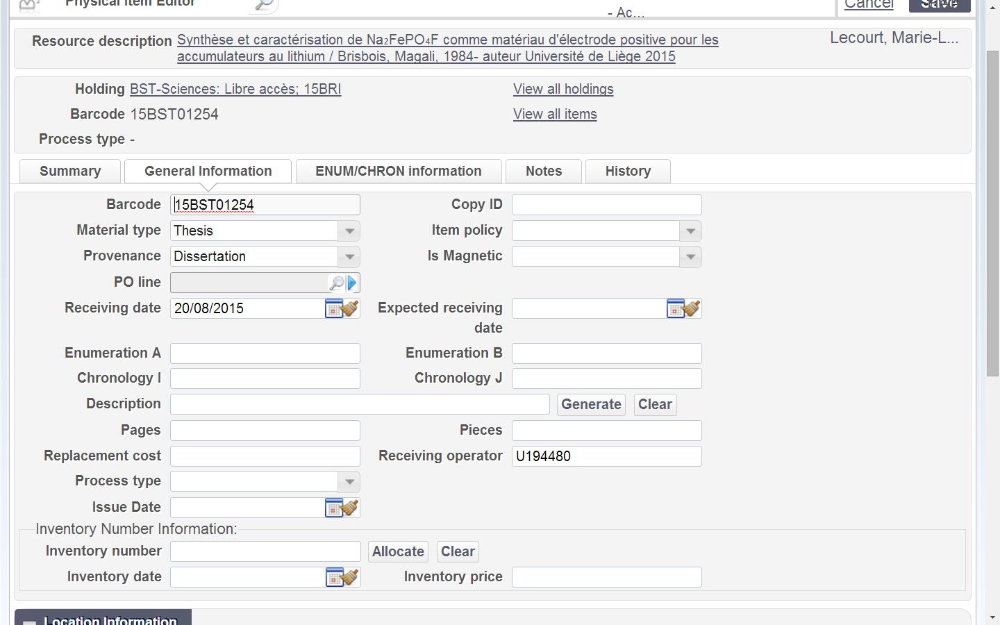 Physical Item Editor
- Ac...
Cancel
Save
Resource description Synthèse et caractérisation de Na₂FePO₄F comme matériau d'électrode positive pour les
accumulateurs au lithium / Brisbois, Magali, 1984- auteur Université de Liège 2015
Lecourt, Marie-L...
Holding BST-Sciences: Libre accès; 15BRI View all holdings
Barcode 15BST01254 View all items
Process type -
Summary General Information ENUM/CHRON information Notes History
Barcode 15BST01254 Copy ID
Material type Thesis Item policy
Provenance Dissertation Is Magnetic
PO line
Receiving date 20/08/2015 Expected receiving
date
Enumeration A Enumeration B
Chronology I Chronology J
Description Generate Clear
Pages Pieces
Replacement cost Receiving operator U194480
Process type
Issue Date
Inventory Number Information:
Inventory number Allocate Clear
Inventory date Inventory price
Location Information